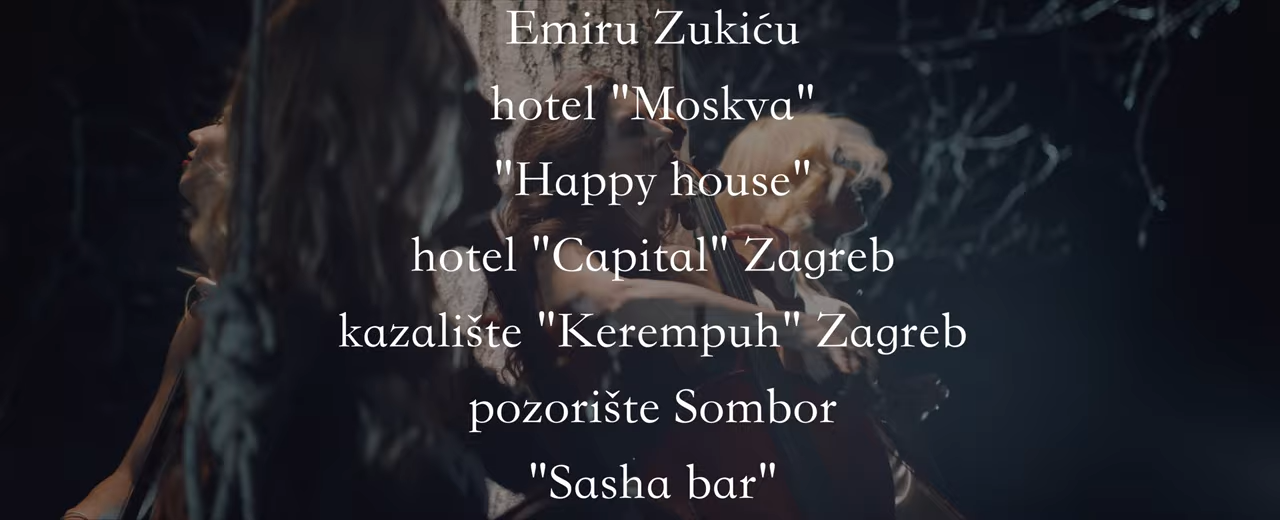 Emiru Zukiću
hotel "Moskva"
"Happy house"
hotel "Capital" Zagreb
kazalište "Kerempuh" Zagreb
pozorište Sombor
"Sasha bar"